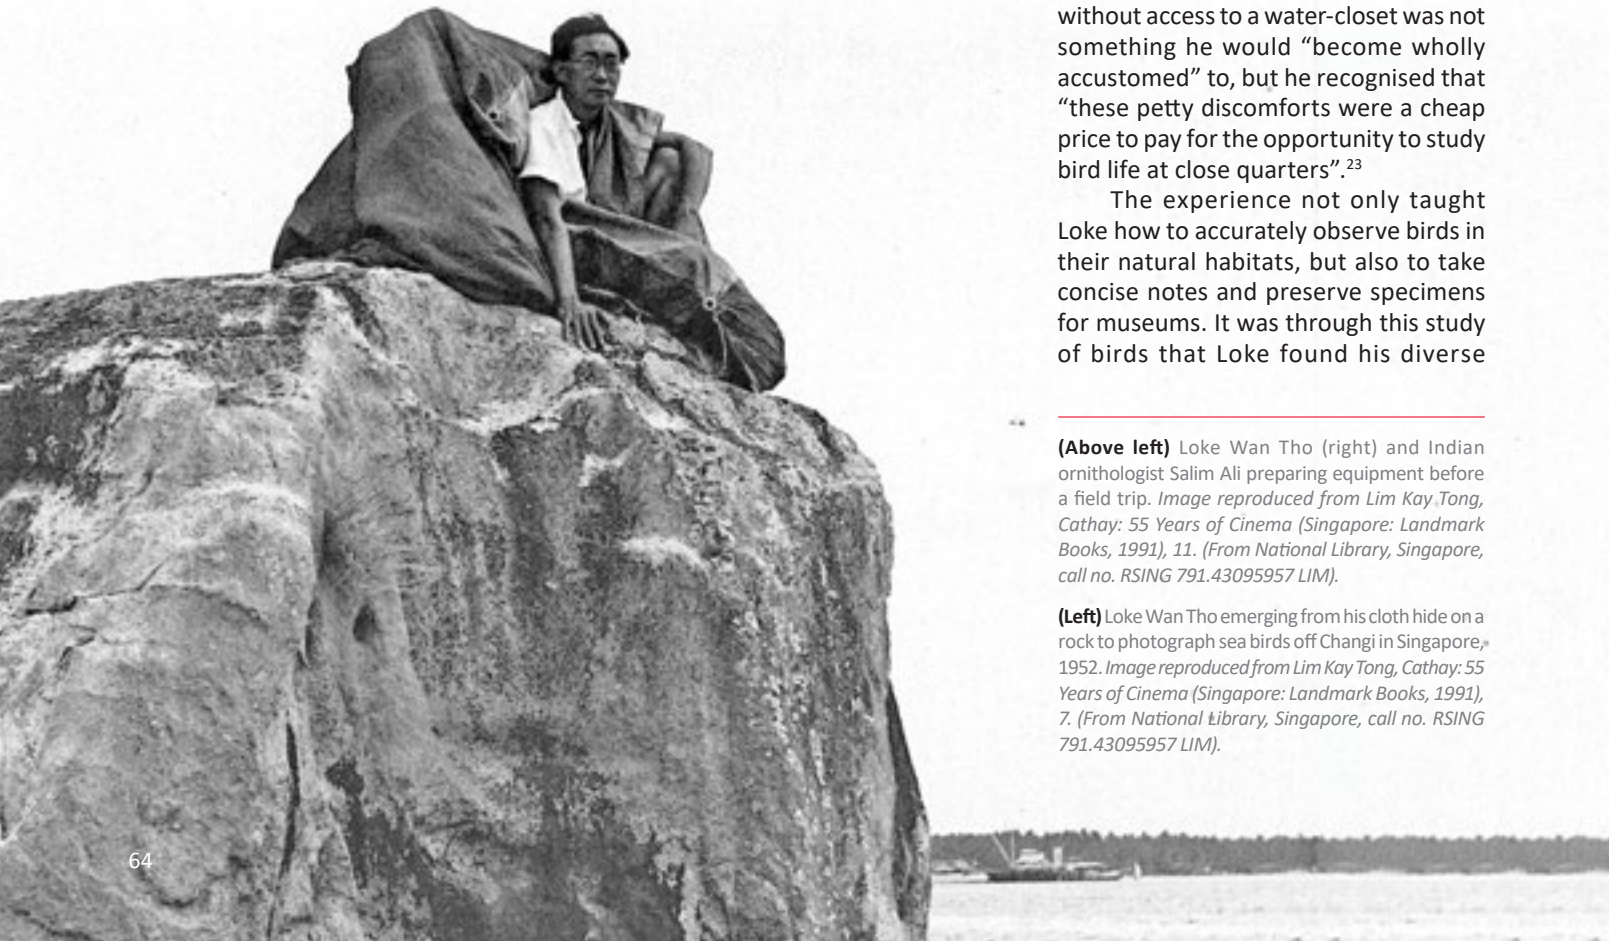 without access to a water-closet was not
something he would “become wholly
accustomed” to, but he recognised that
“these petty discomforts were a cheap
price to pay for the opportunity to study
bird life at close quarters”.23
The experience not only taught
Loke how to accurately observe birds in
their natural habitats, but also to take
concise notes and preserve specimens
for museums. It was through this study
of birds that Loke found his diverse
(Above left) Loke Wan Tho (right) and Indian
ornithologist Salim Ali preparing equipment before
a field trip. Image reproduced from Lim Kay Tong,
Cathay: 55 Years of Cinema (Singapore: Landmark
Books, 1991), 11. (From National Library, Singapore,
call no. RSING 791.43095957 LIM).
(Left) Loke Wan Tho emerging from his cloth hide on a
rock to photograph sea birds off Changi in Singapore,
1952. Image reproduced from Lim Kay Tong, Cathay: 55
Years of Cinema (Singapore: Landmark Books, 1991),
7. (From National Library, Singapore, call no. RSING
791.43095957 LIM).
64